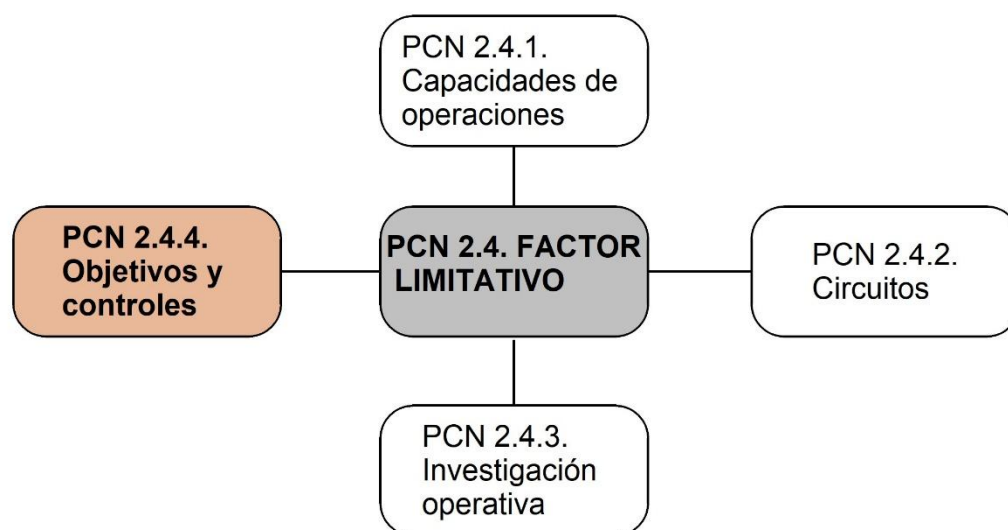 PCN 2.4.1.
Capacidades de
operaciones
PCN 2.4.4.
Objetivos y
controles
PCN 2.4. FACTOR
LIMITATIVO
PCN 2.4.2.
Circuitos
PCN 2.4.3.
Investigación
operativa